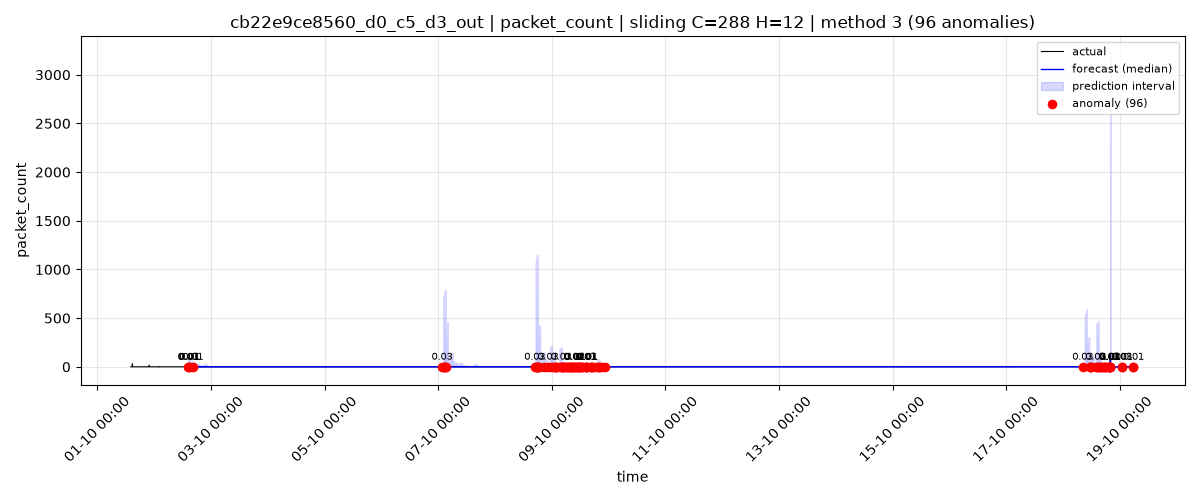 cb22e9ce8560_d0_c5_d3_out | packet_count | sliding C=288 H=12 | method 3 (96 anomalies)
actual
forecast (median)
prediction interval
anomaly (96)
packet_count
3000
2500
2000
1500
1000
500
0
0.03
01-10 00:00
03-10 00:00
05-10 00:00
07-10 00:00
09-10 00:00
11-10 00:00
13-10 00:00
15-10 00:00
17-10 00:00
19-10 00:00
time